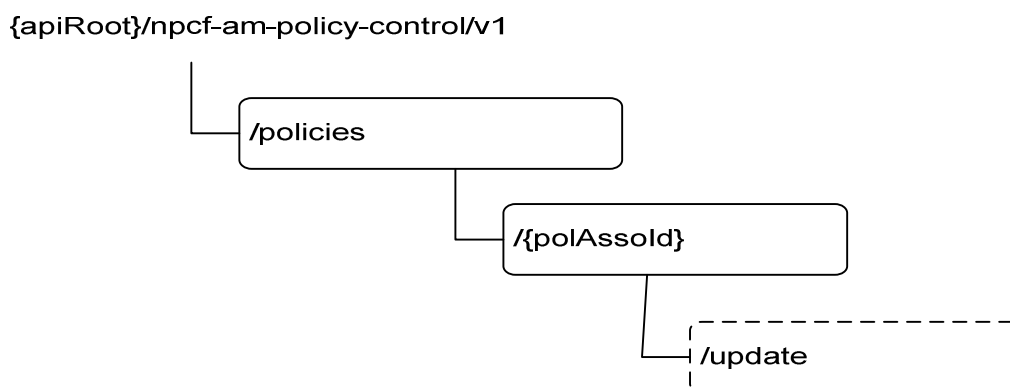 {apiRoot}/npcf-am-policy-control/v1
/policies
/{polAssoId}
/update